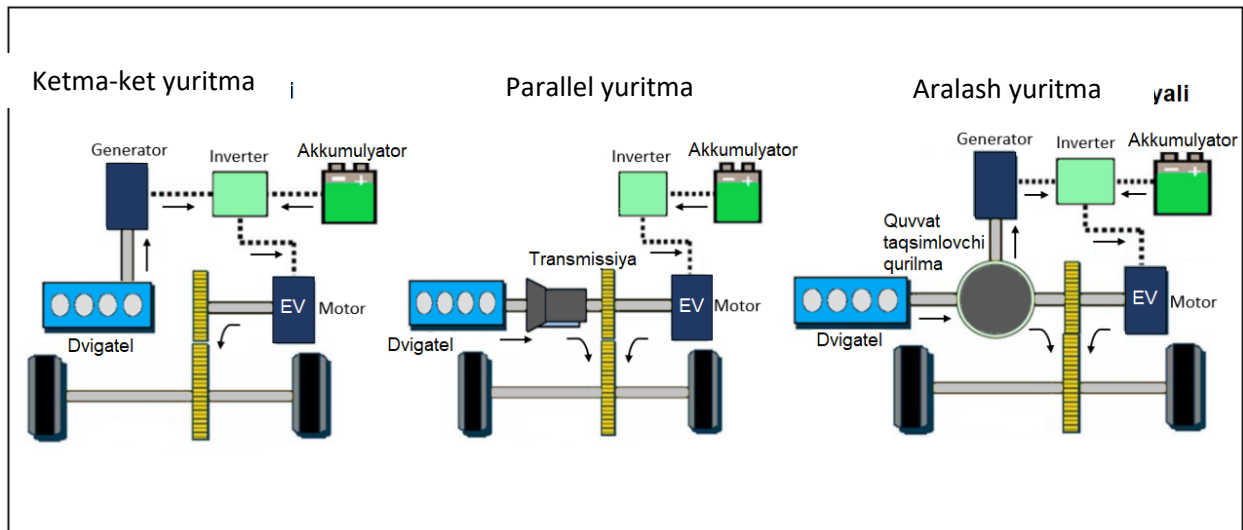 Ketma-ket yuritma i
Generator
Inverter
Akkumulyator
- +
EV
Motor
Dvigatel
Parallel yuritma
Inverter
Akkumulyator
- +
Transmissiya
EV
Motor
Dvigatel
Aralash yuritma yali
Generator
Inverter
Akkumulyator
- +
Quvvat
taqsimlovchi
qurilma
EV
Motor
Dvigatel